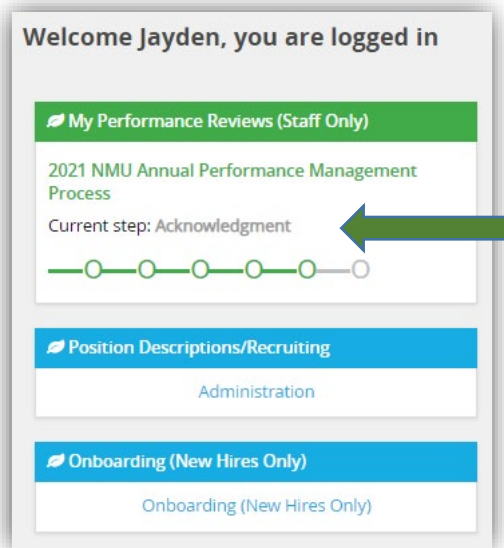 Welcome Jayden, you are logged in
My Performance Reviews (Staff Only)
2021 NMU Annual Performance Management
Process
Current step: Acknowledgment
Position Descriptions/Recruiting
Administration
Onboarding (New Hires Only)
Onboarding (New Hires Only)